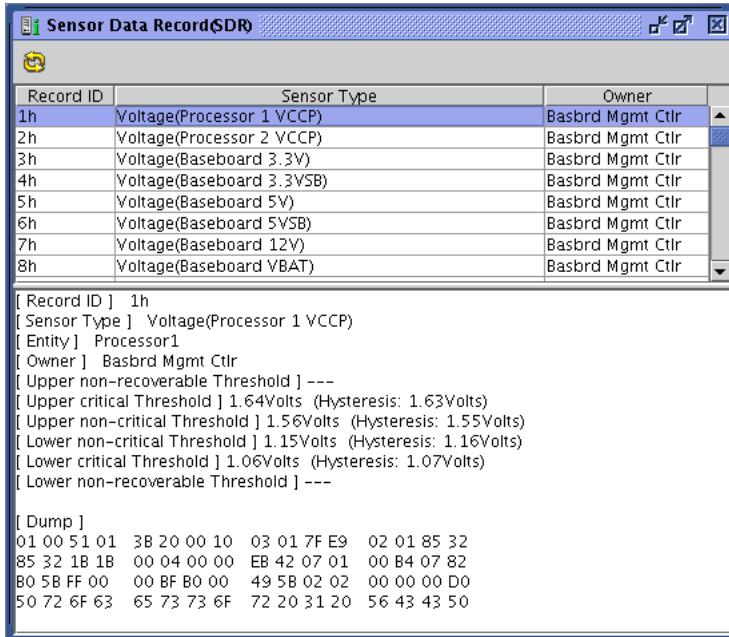 Sensor Data Record(SDR)
Record ID Sensor Type Owner
1h Voltage(Processor 1 VCCP) Basbrd Mgmt Ctlr
2h Voltage(Processor 2 VCCP) Basbrd Mgmt Ctlr
3h Voltage(Baseboard 3.3V) Basbrd Mgmt Ctlr
4h Voltage(Baseboard 3.3VSB) Basbrd Mgmt Ctlr
5h Voltage(Baseboard 5V) Basbrd Mgmt Ctlr
6h Voltage(Baseboard 5VSB) Basbrd Mgmt Ctlr
7h Voltage(Baseboard 12V) Basbrd Mgmt Ctlr
8h Voltage(Baseboard VBAT) Basbrd Mgmt Ctlr
[ Record ID ] 1h
[ Sensor Type ] Voltage(Processor 1 VCCP)
[ Entity ] Processor1
[ Owner ] Basbrd Mgmt Ctlr
[ Upper non-recoverable Threshold ] ---
[ Upper critical Threshold ] 1.64Volts (Hysteresis: 1.63Volts)
[ Upper non-critical Threshold ] 1.56Volts (Hysteresis: 1.55Volts)
[ Lower non-critical Threshold ] 1.15Volts (Hysteresis: 1.16Volts)
[ Lower critical Threshold ] 1.06Volts (Hysteresis: 1.07Volts)
[ Lower non-recoverable Threshold ] ---
[ Dump ]
01 00 51 01 3B 20 00 10 03 01 7F E9 02 01 85 32
85 32 1B 1B 00 04 00 00 EB 42 07 01 00 B4 07 82
B0 5B FF 00 00 BF B0 00 49 5B 02 02 00 00 00 D0
50 72 6F 63 65 73 73 6F 72 20 31 20 56 43 43 50